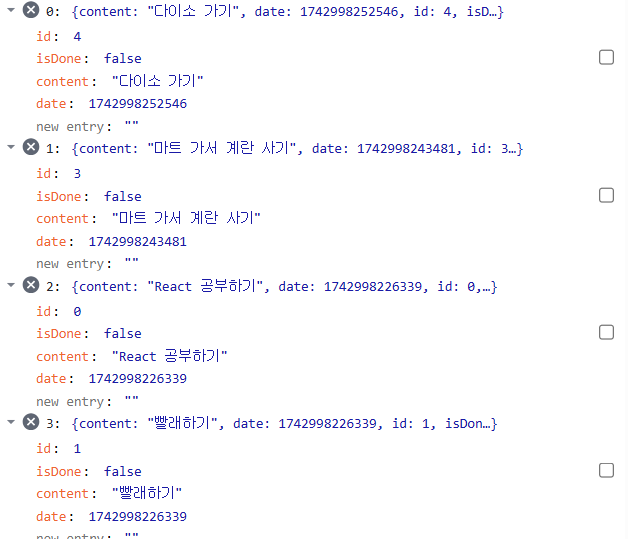 0: {content: "다이소 가기", date: 1742998252546, id: 4, isD…}
id: 4
isDone: false
content: "다이소 가기"
date: 1742998252546
new entry: ""
1: {content: "마트 가서 계란 사기", date: 1742998243481, id: 3…}
id: 3
isDone: false
content: "마트 가서 계란 사기"
date: 1742998243481
new entry: ""
2: {content: "React 공부하기", date: 1742998226339, id: 0,…}
id: 0
isDone: false
content: "React 공부하기"
date: 1742998226339
new entry: ""
3: {content: "빨래하기", date: 1742998226339, id: 1, isDon…}
id: 1
isDone: false
content: "빨래하기"
date: 1742998226339
new entry: ""